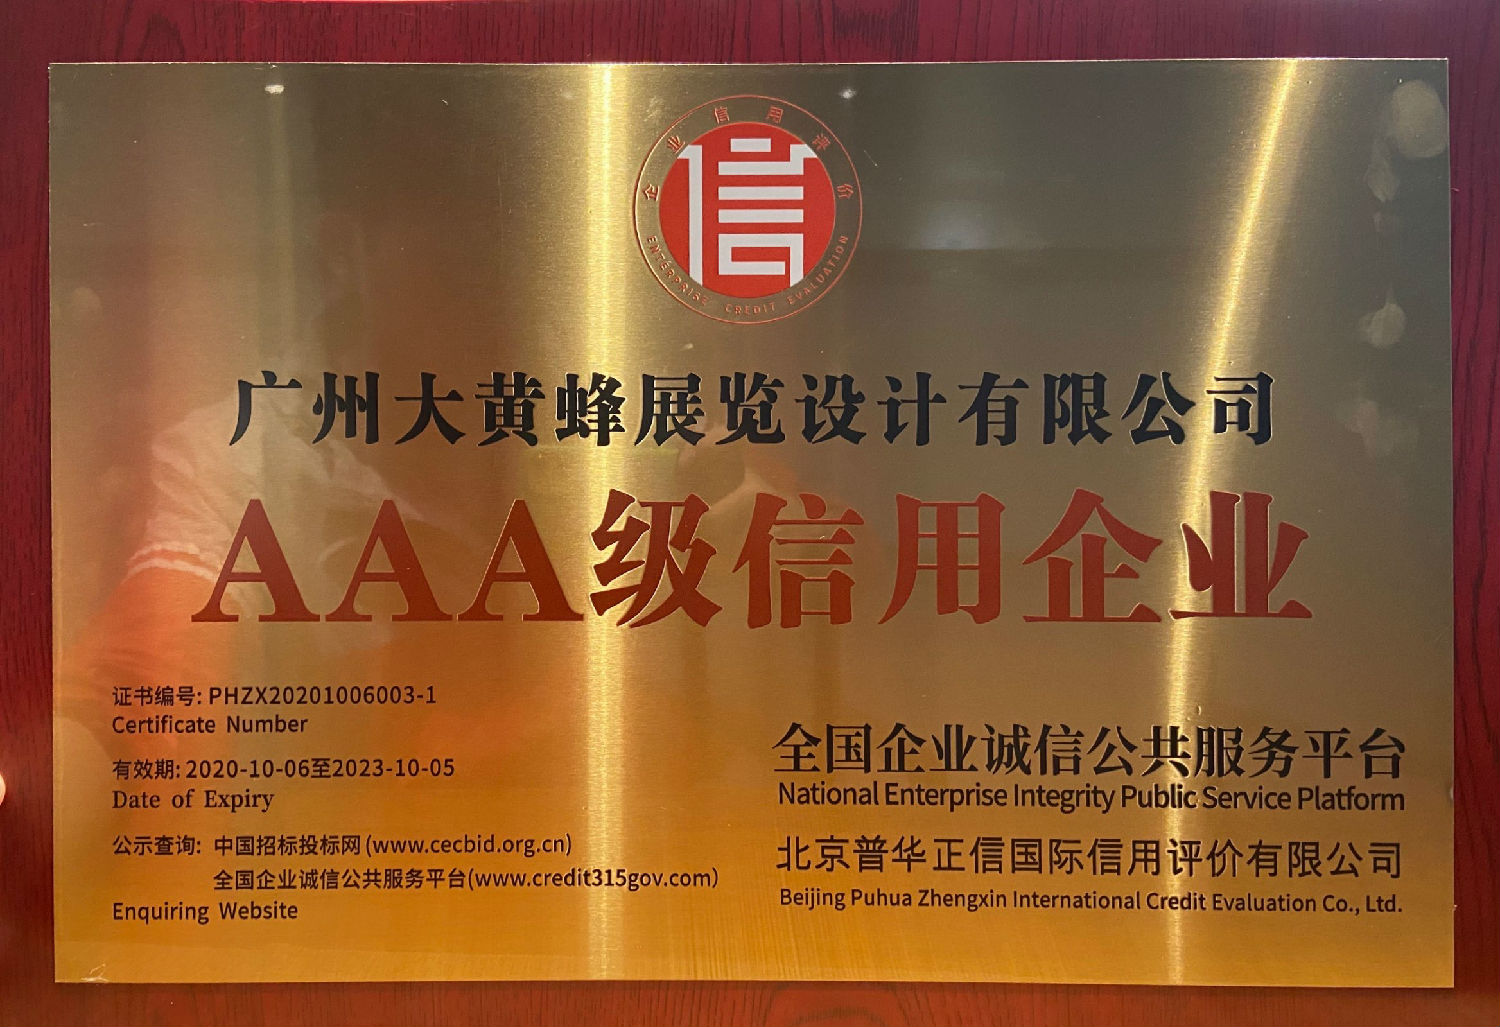 企业信用评价
信
ENTERPRISE CREDIT EVALUATION
广州大黄蜂展览设计有限公司
AAA级信用企业
证书编号: PHZX20201006003-1
Certificate Number
有效期: 2020-10-06至2023-10-05
Date of Expiry
公示查询: 中国招标投标网(www.cecbid.org.cn)
全国企业诚信公共服务平台(www.credit315gov.com)
Enquiring Website
全国企业诚信公共服务平台
National Enterprise Integrity Public Service Platform
北京普华正信国际信用评价有限公司
Beijing Puhua Zhengxin International Credit Evaluation Co., Ltd.